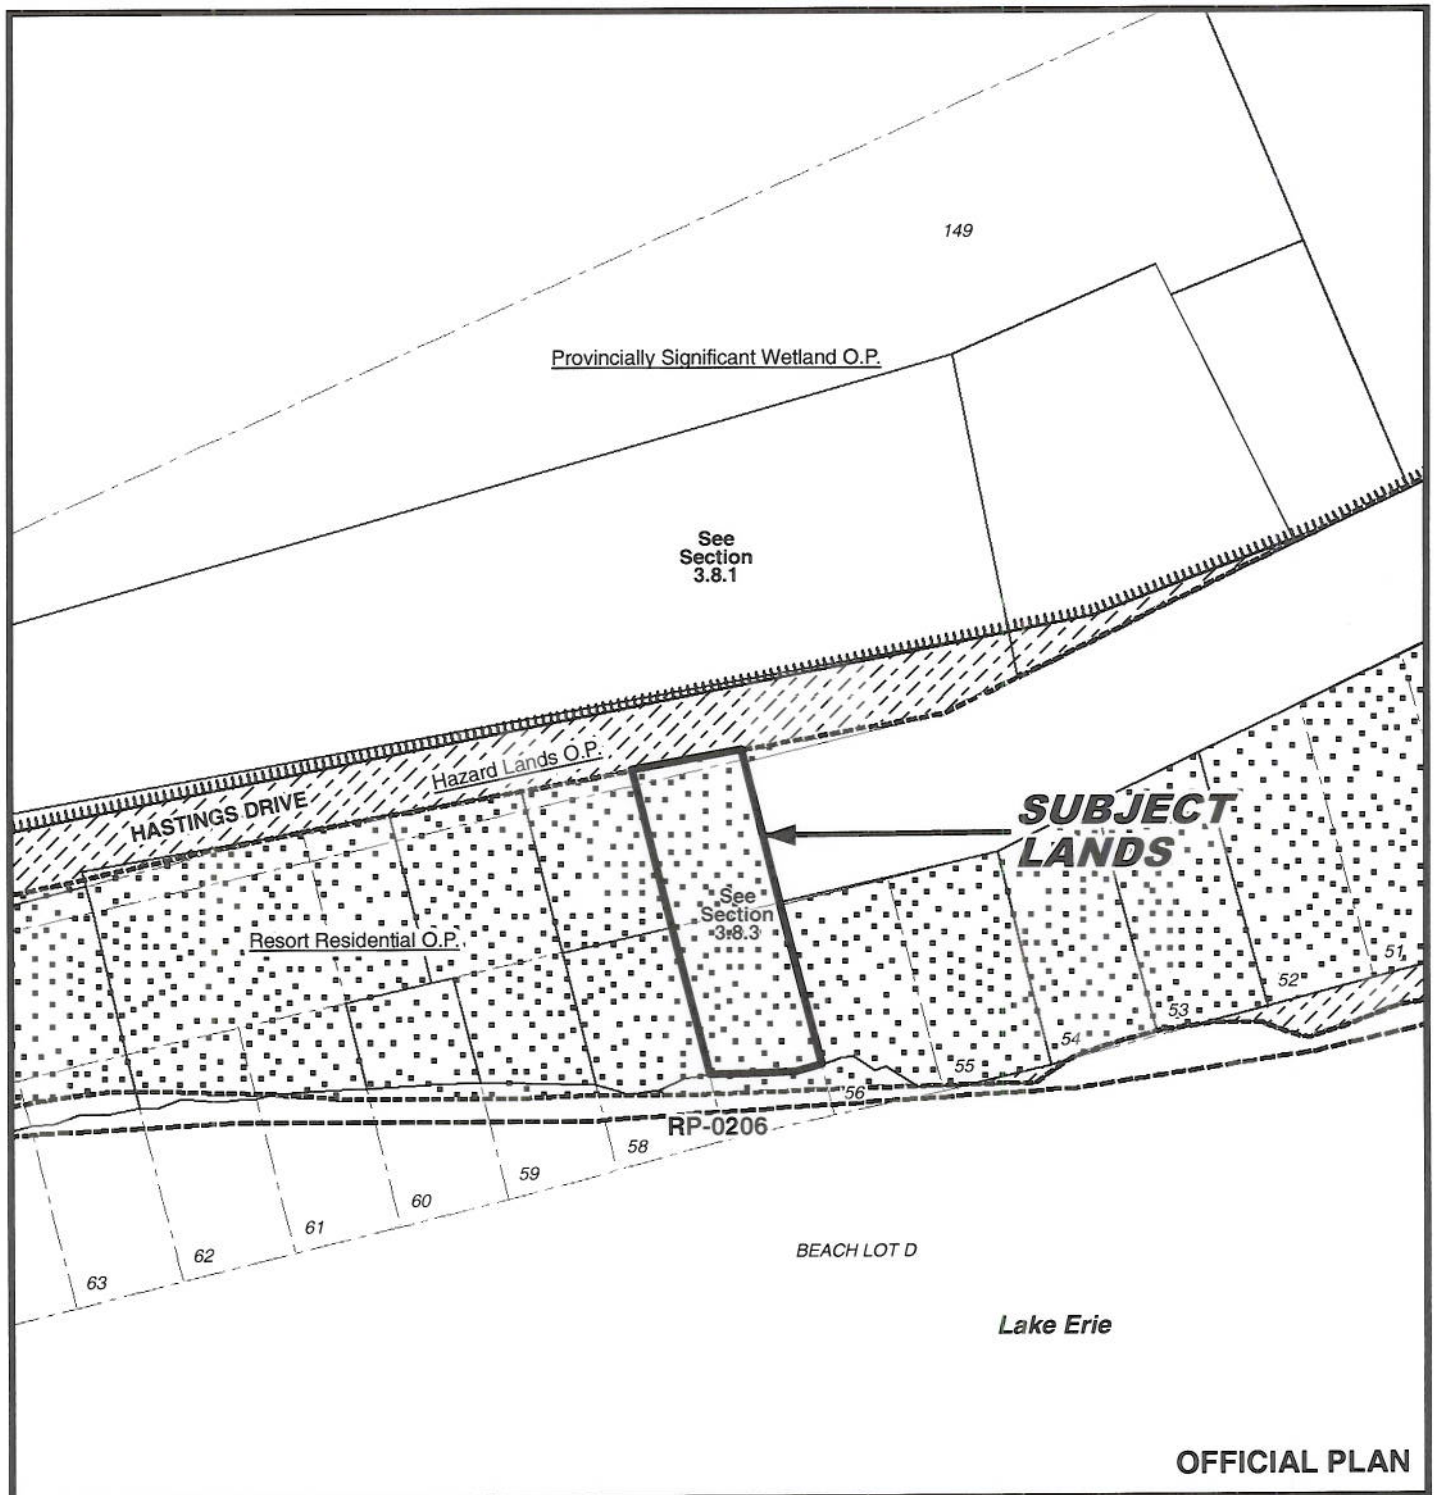 149
Provincially Significant Wetland O.P.
See
Section
3.8.1
Hazard Lands O.P.
HASTINGS DRIVE
SUBJECT
LANDS
See
Section
3.8.3
Resort Residential O.P.
51
52
53
54
55
56
RP-0206
58
59
60
61
62
63
BEACH LOT D
Lake Erie
OFFICIAL PLAN